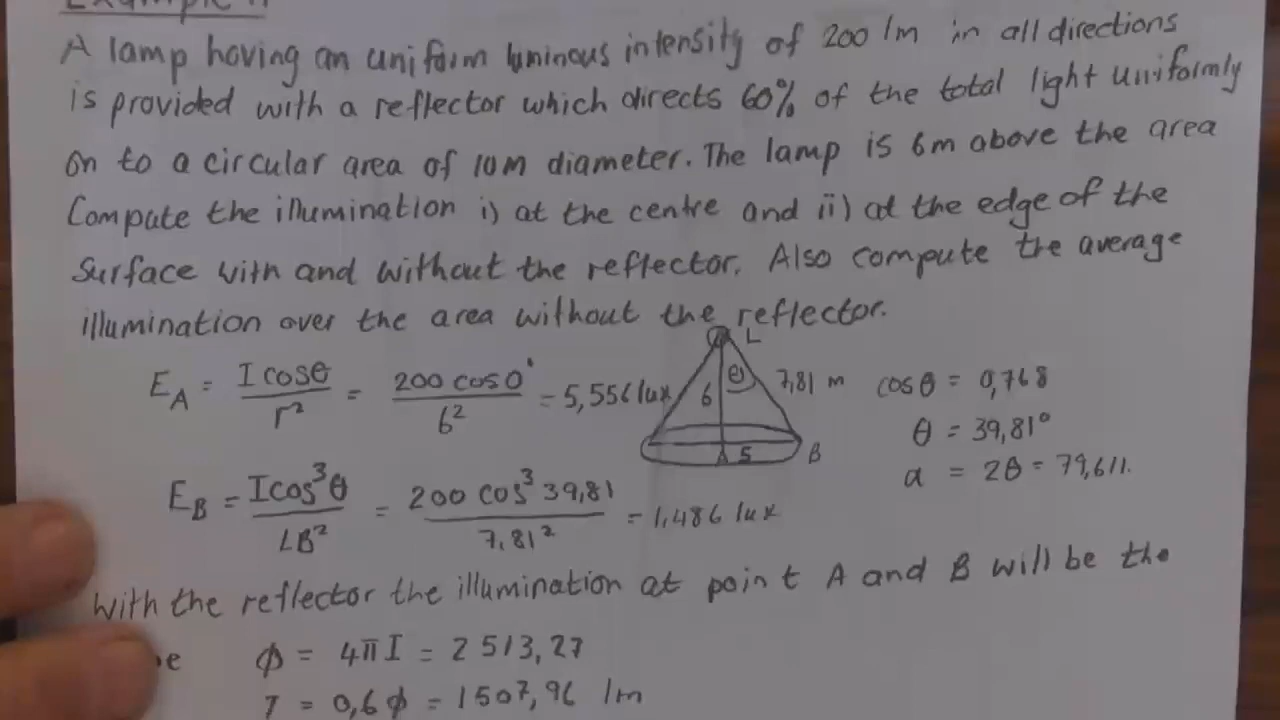 A lamp having an uniform luminous intensity of 200 lm in all directions
is provided with a reflector which directs 60% of the total light uniformly
on to a circular area of 10m diameter. The lamp is 6m above the area
Compute the illumination i) at the centre and ii) at the edge of the
surface with and without the reflector. Also compute the average
illumination over the area without the reflector.
E_A = I cosθ / r² = 200 cos 0° / 6² = 5,556 lux
L
θ
6
7,81 m
A 5
B
cosθ = 0,768
θ = 39,81°
α = 2θ = 79,611.
E_B = I cos³θ / LB² = 200 cos³ 39,81 / 7,81² = 1,486 lux
With the reflector the illumination at point A and B will be the
φ = 4πI = 2 513,27
= 0,6φ = 1507,96 lm